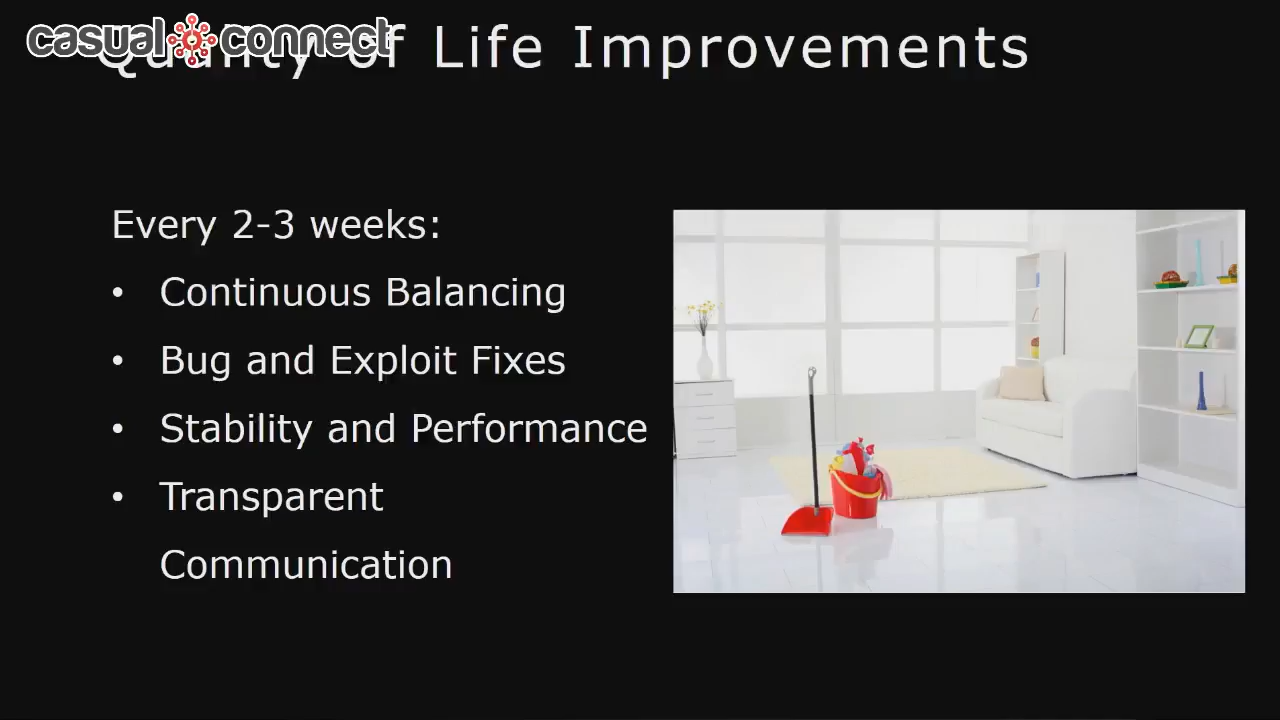 casual connect
Quality of Life Improvements
Every 2-3 weeks:
• Continuous Balancing
• Bug and Exploit Fixes
• Stability and Performance
• Transparent
Communication